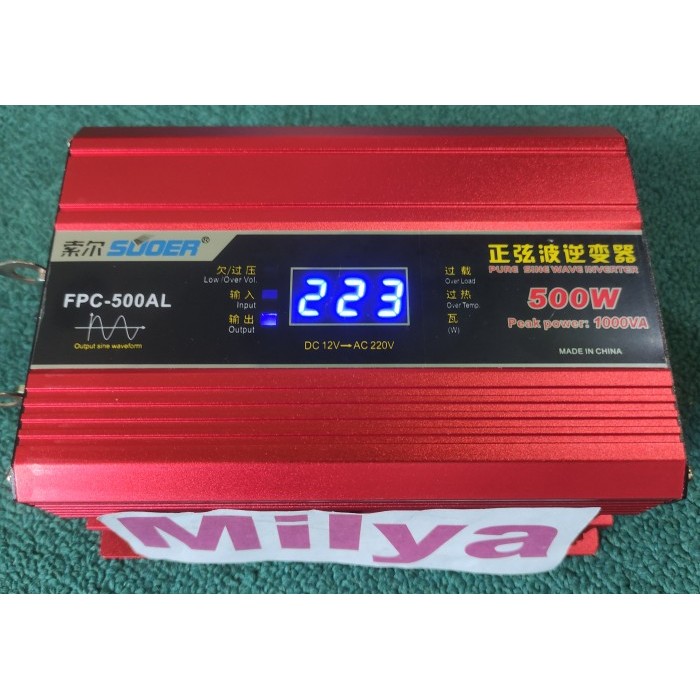 索尔 SUOER®
FPC-500AL
Output sine waveform
欠/过压
Low/Over Vol.
输入
Input
输出
Output
223
DC 12V→AC 220V
过载
Over Load
过热
Over Temp.
瓦
(W)
正弦波逆变器
PURE SINE WAVE INVERTER
500W
Peak power: 1000VA
MADE IN CHINA
Milya